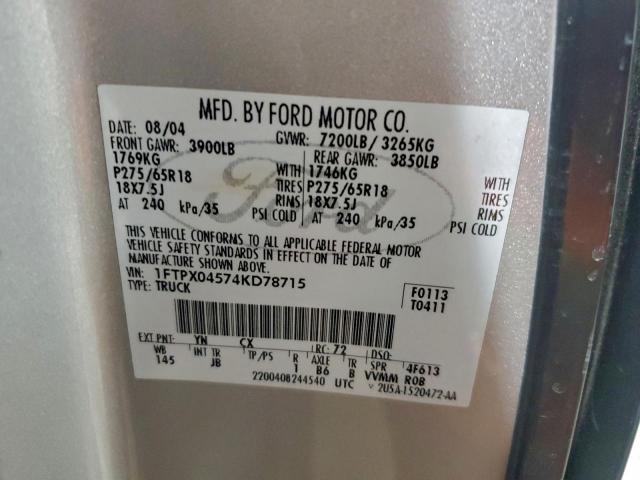 MFD. BY FORD MOTOR CO.
DATE: 08/04 GVWR: 7200LB/ 3265KG
FRONT GAWR: 3900LB REAR GAWR: 3850LB
1769KG WITH 1746KG WITH
P275/65R18 TIRES P275/65R18 TIRES
18X7.5J RIMS 18X7.5J RIMS
AT 240 kPa/35 PSI COLD AT 240 kPa/35 PSI COLD
Ford
THIS VEHICLE CONFORMS TO ALL APPLICABLE FEDERAL MOTOR
VEHICLE SAFETY STANDARDS IN EFFECT ON THE DATE OF
MANUFACTURE SHOWN ABOVE.
VIN: 1FTPX04574KD78715 F0113
TYPE: TRUCK T0411
EXT PNT: YN CX RC: 72 DSO:
WB INT TR TP/PS R AXLE TR SPR 4F613
145 JB 1 B6 B VVMM ROB
2200408244540 UTC V 2U5A-1520472-AA